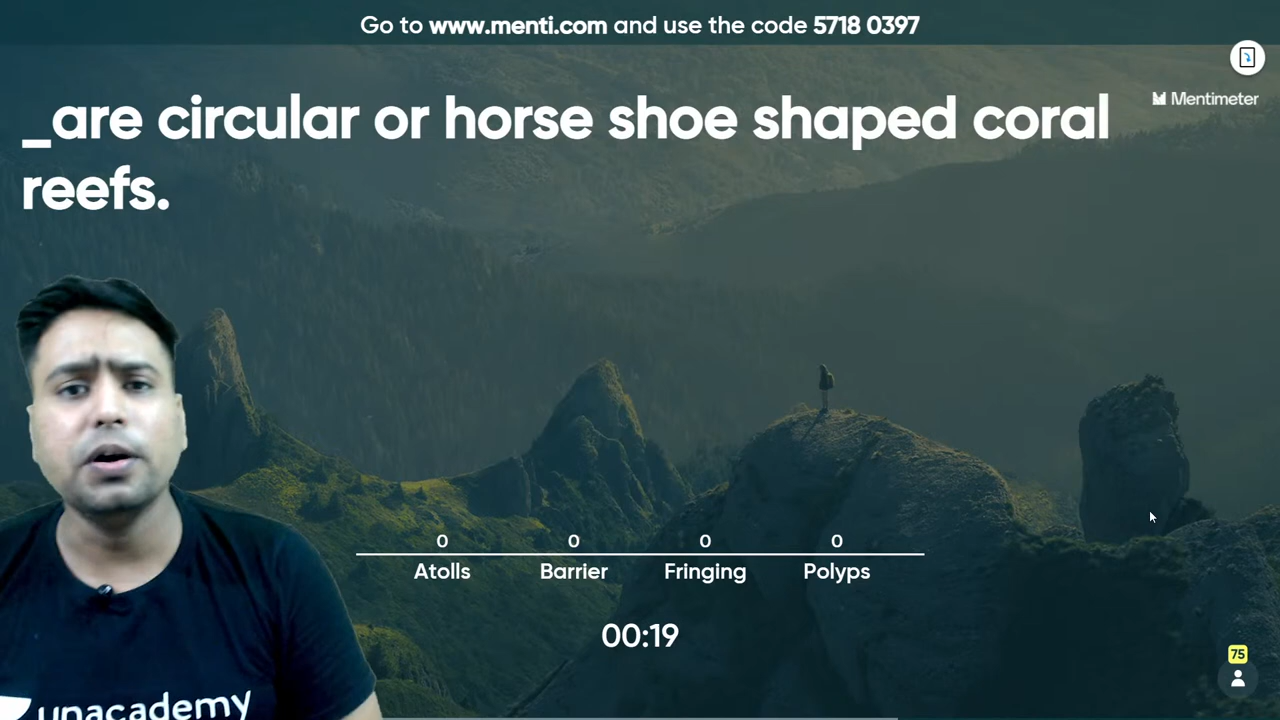 Go to www.menti.com and use the code 5718 0397
Mentimeter
_are circular or horse shoe shaped coral
reefs.
0 0 0 0
Atolls Barrier Fringing Polyps
00:19
75
unacademy